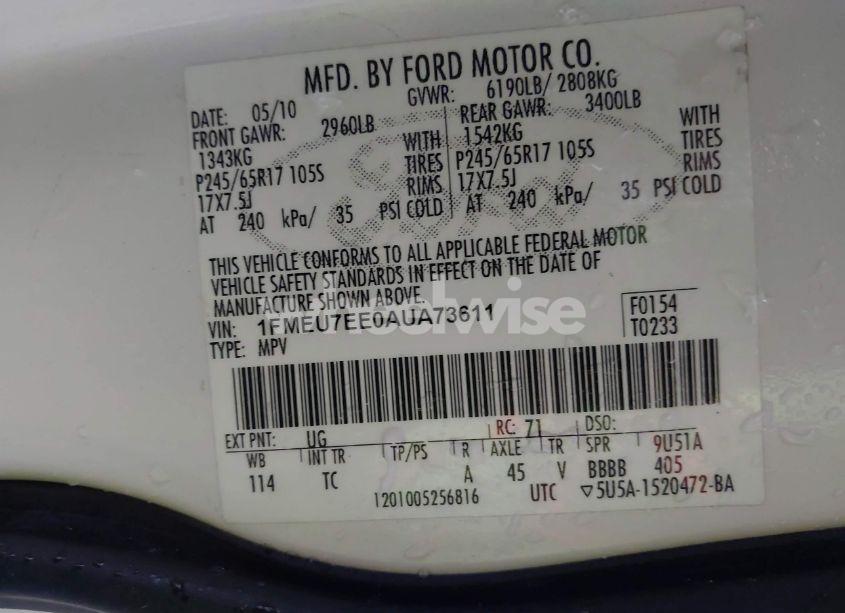 MFD. BY FORD MOTOR CO.
DATE: 05/10 GVWR: 6190LB/ 2808KG
FRONT GAWR: 2960LB REAR GAWR: 3400LB
1343KG WITH 1542KG WITH
P245/65R17 105S TIRES P245/65R17 105S TIRES
17X7.5J RIMS 17X7.5J RIMS
AT 240 kPa/ 35 PSI COLD AT 240 kPa/ 35 PSI COLD
THIS VEHICLE CONFORMS TO ALL APPLICABLE FEDERAL MOTOR
VEHICLE SAFETY STANDARDS IN EFFECT ON THE DATE OF
MANUFACTURE SHOWN ABOVE.
VIN: 1FMEU7EE0AUA73611 F0154
TYPE: MPV T0233
wheelwise
EXT PNT: UG RC: 71 DSO:
WB INT TR TP/PS R AXLE TR SPR 9U51A
114 TC A 45 V BBBB 405
1201005256816 UTC ▽5U5A-1520472-BA